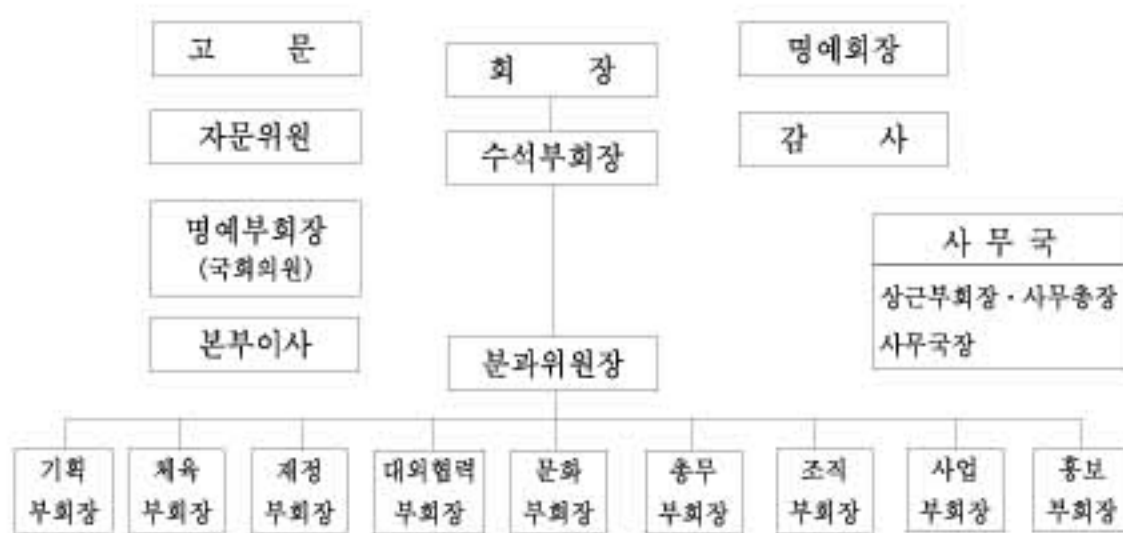 고 문
회 장
명예회장
자문위원
수석부회장
감 사
명예부회장
(국회의원)
사 무 국
상근부회장·사무총장
사무국장
본부이사
분과위원장
기획
부회장
체육
부회장
재정
부회장
대외협력
부회장
문화
부회장
총무
부회장
조직
부회장
사업
부회장
홍보
부회장